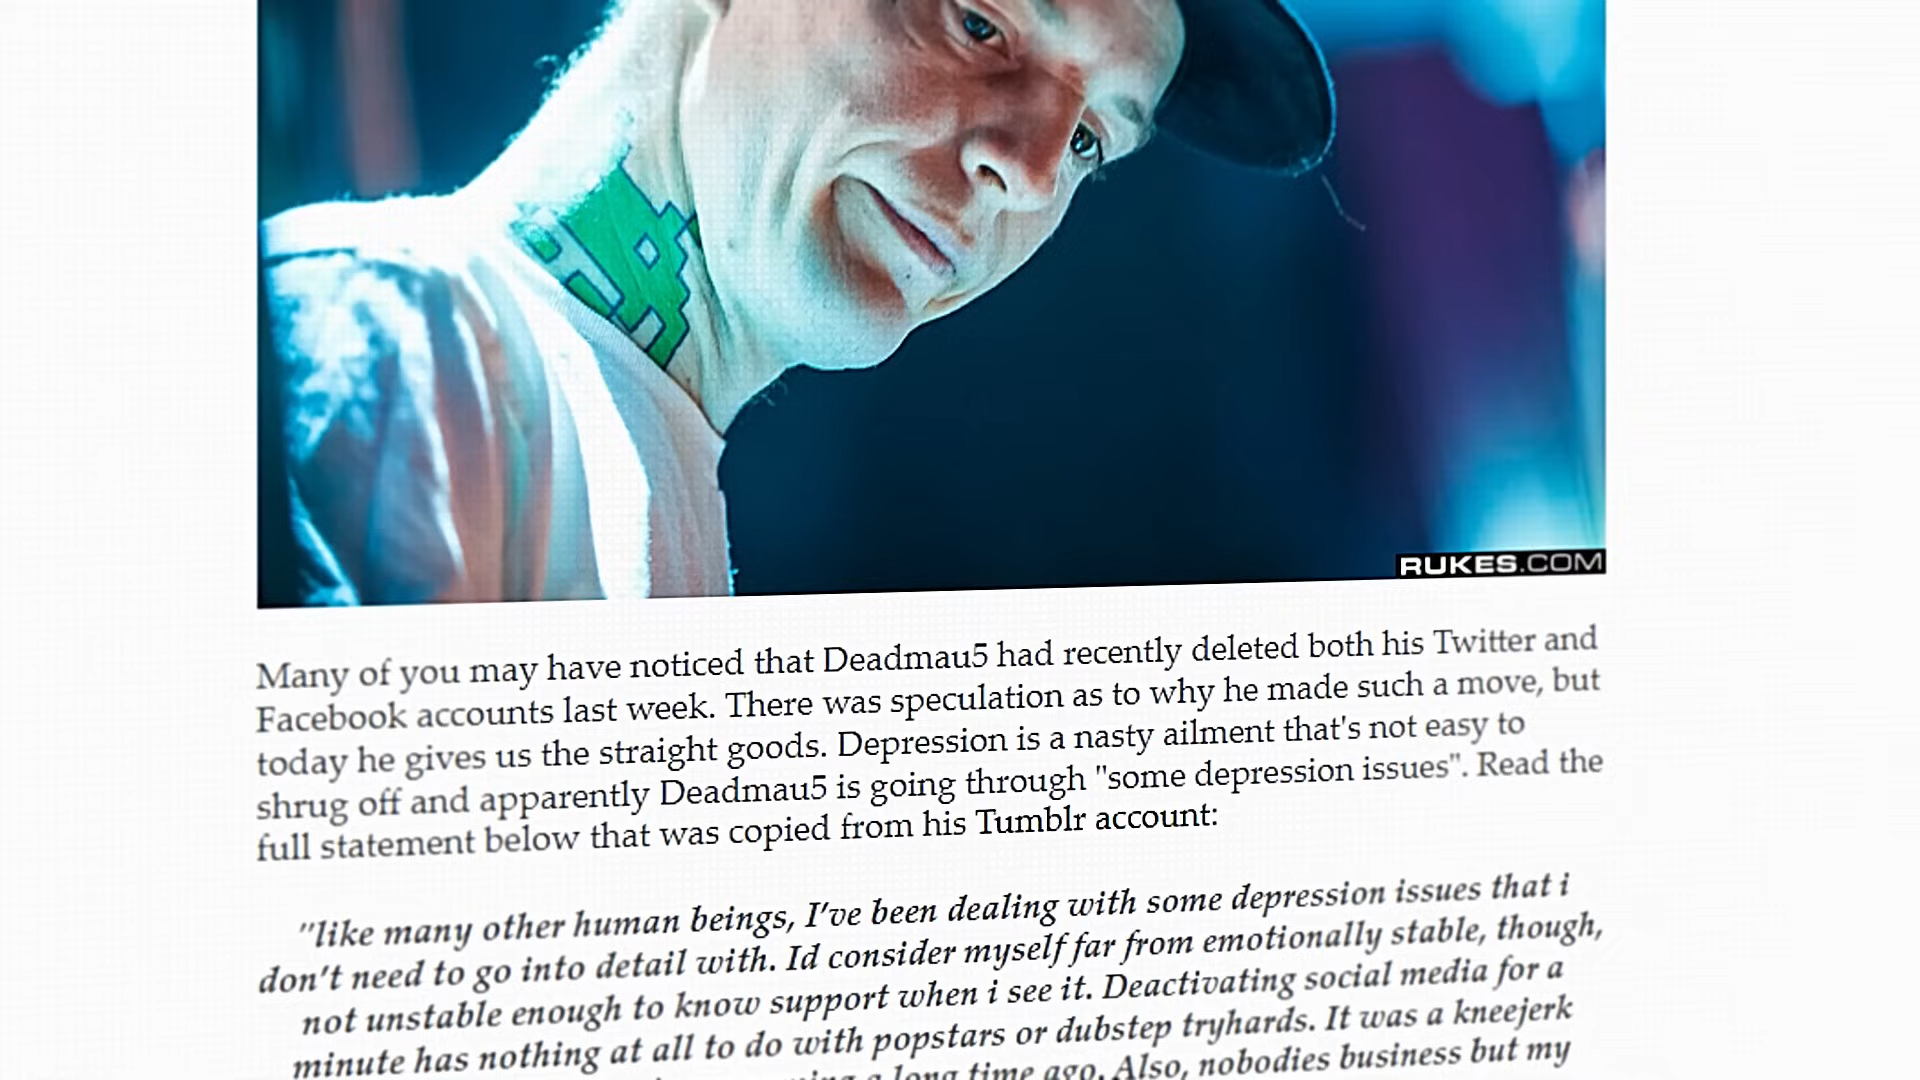 RUKES.COM
Many of you may have noticed that Deadmau5 had recently deleted both his Twitter and
Facebook accounts last week. There was speculation as to why he made such a move, but
today he gives us the straight goods. Depression is a nasty ailment that's not easy to
shrug off and apparently Deadmau5 is going through "some depression issues". Read the
full statement below that was copied from his Tumblr account:
"like many other human beings, I've been dealing with some depression issues that i
don't need to go into detail with. Id consider myself far from emotionally stable, though,
not unstable enough to know support when i see it. Deactivating social media for a
minute has nothing at all to do with popstars or dubstep tryhards. It was a kneejerk
a long time ago. Also, nobodies business but my